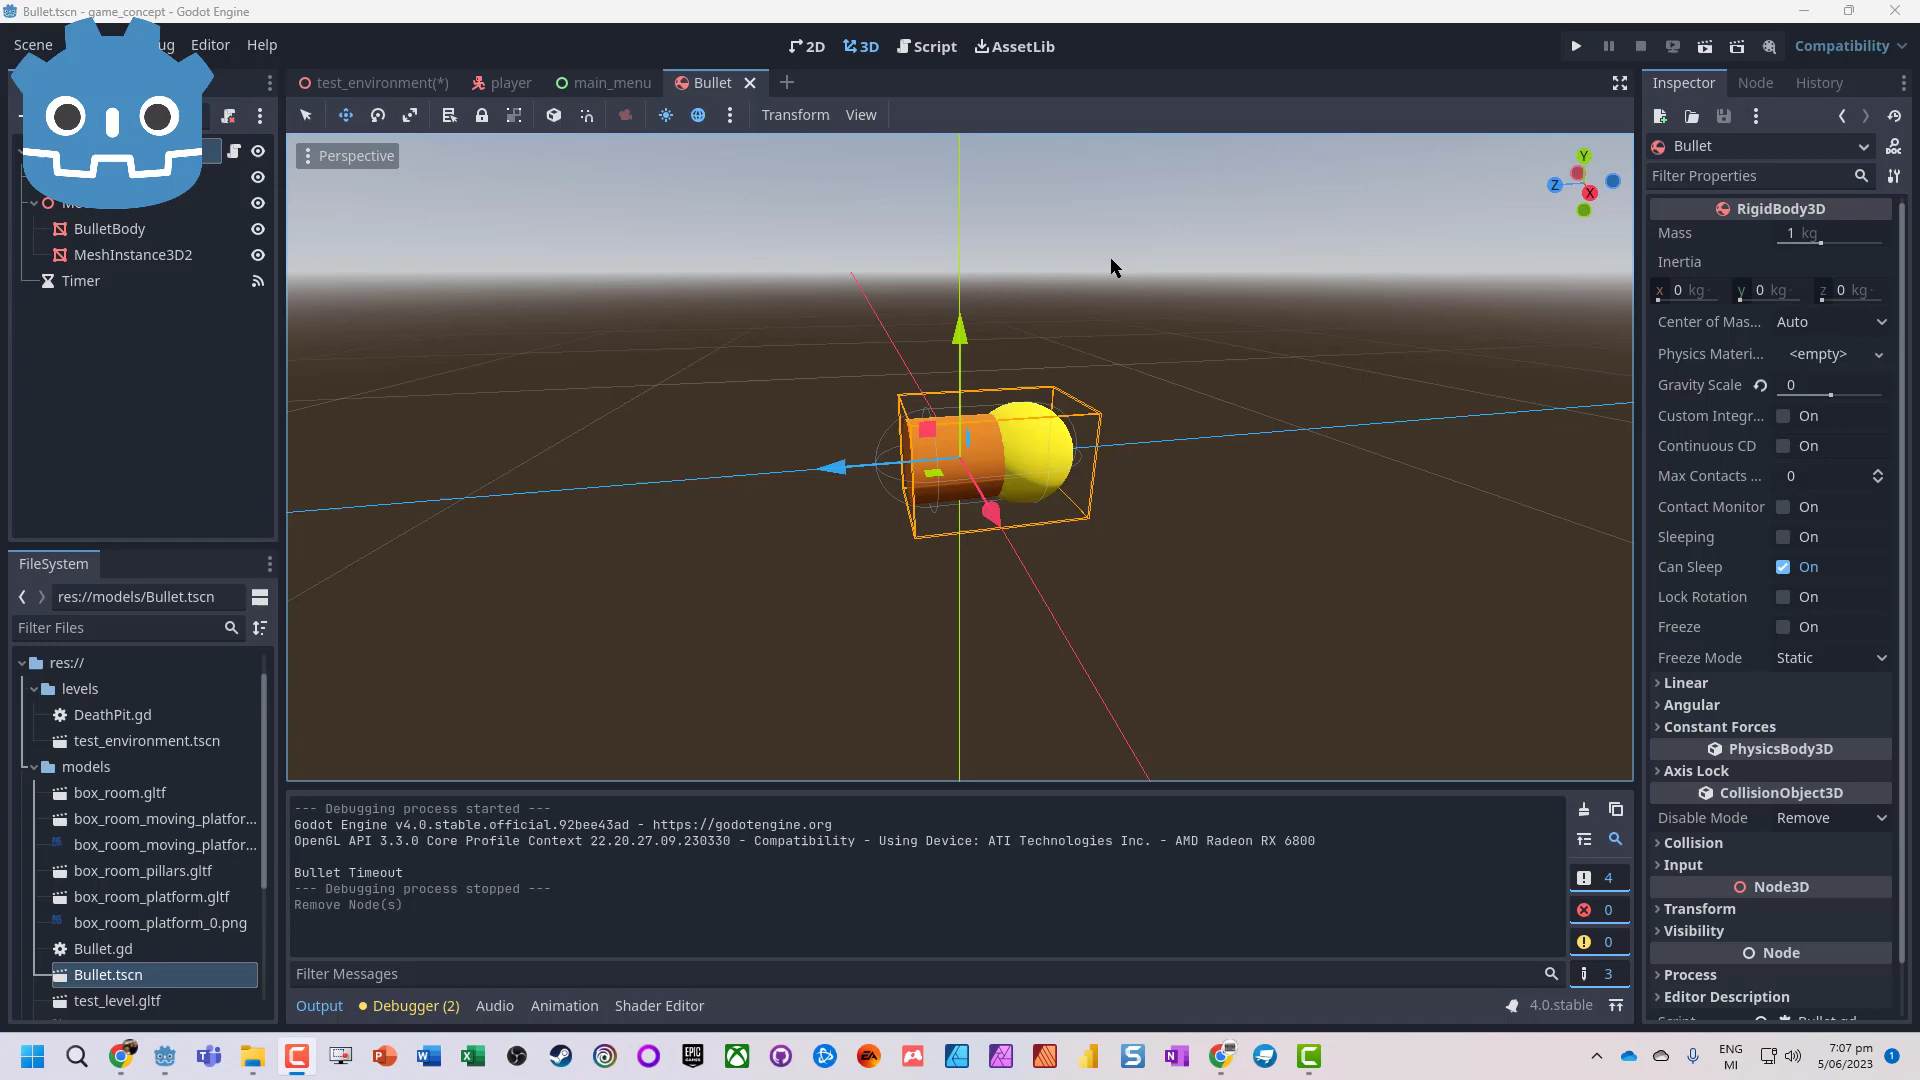 Bullet.tscn - game_concept - Godot Engine
Scene
ug
Editor
Help
2D
3D
Script
AssetLib
Compatibility
test_environment(*)
player
main_menu
Bullet
Inspector
Node
History
Transform
View
Perspective
Y
Z
X
BulletBody
MeshInstance3D2
Timer
Bullet
Filter Properties
RigidBody3D
Mass
1 kg
Inertia
x 0 kg
y 0 kg
z 0 kg
Center of Mas...
Auto
Physics Materi...
<empty>
Gravity Scale
0
Custom Integr...
On
Continuous CD
On
Max Contacts ...
0
Contact Monitor
On
Sleeping
On
Can Sleep
On
Lock Rotation
On
Freeze
On
Freeze Mode
Static
Linear
Angular
Constant Forces
PhysicsBody3D
Axis Lock
CollisionObject3D
Disable Mode
Remove
Collision
Input
Node3D
Transform
Visibility
Node
Process
Editor Description
FileSystem
res://models/Bullet.tscn
Filter Files
res://
levels
DeathPit.gd
test_environment.tscn
models
box_room.gltf
box_room_moving_platfor...
box_room_moving_platfor...
box_room_pillars.gltf
box_room_platform.gltf
box_room_platform_0.png
Bullet.gd
Bullet.tscn
test_level.gltf
--- Debugging process started ---
Godot Engine v4.0.stable.official.92bee43ad - https://godotengine.org
OpenGL API 3.3.0 Core Profile Context 22.20.27.09.230330 - Compatibility - Using Device: ATI Technologies Inc. - AMD Radeon RX 6800
Bullet Timeout
--- Debugging process stopped ---
Remove Node(s)
4
0
0
3
Filter Messages
Output
Debugger (2)
Audio
Animation
Shader Editor
4.0.stable
ENG
MI
7:07 pm
5/06/2023
1